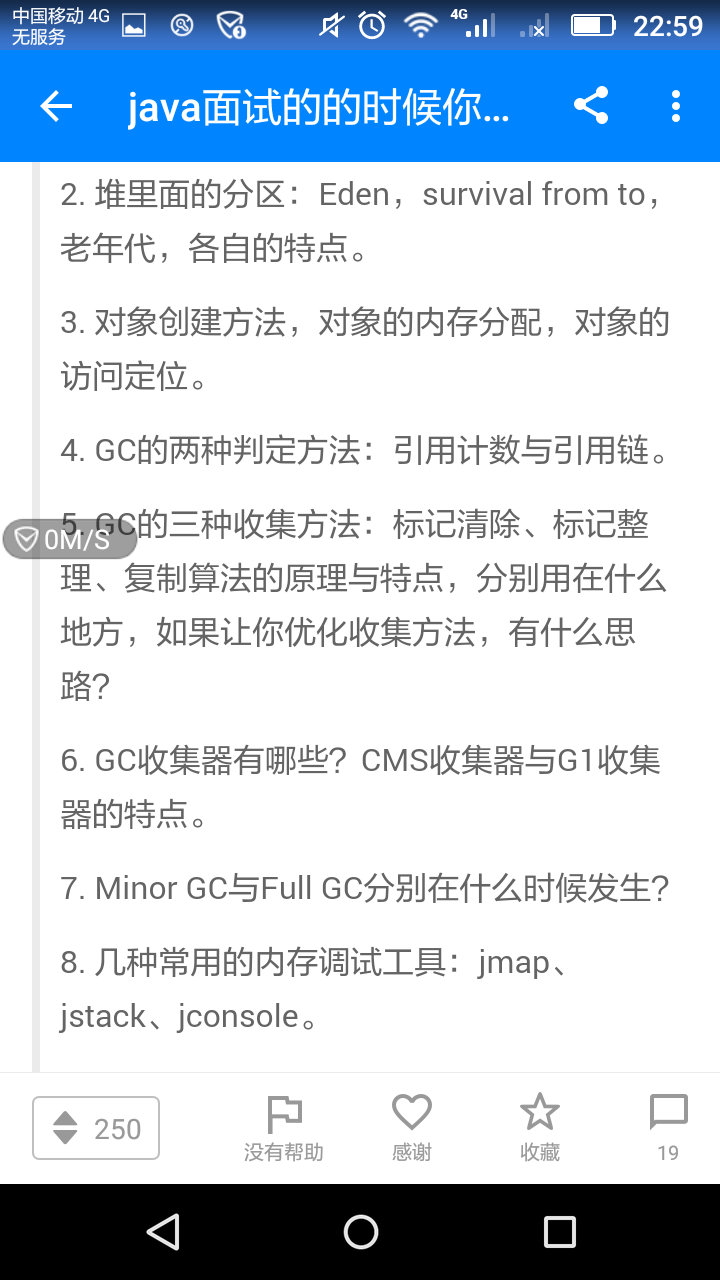 中国移动 4G
无服务
4G
22:59
java面试的的时候你...
2. 堆里面的分区：Eden，survival from to，
老年代，各自的特点。
3. 对象创建方法，对象的内存分配，对象的
访问定位。
4. GC的两种判定方法：引用计数与引用链。
5. GC的三种收集方法：标记清除、标记整
0M/S
理、复制算法的原理与特点，分别用在什么
地方，如果让你优化收集方法，有什么思
路？
6. GC收集器有哪些？CMS收集器与G1收集
器的特点。
7. Minor GC与Full GC分别在什么时候发生？
8. 几种常用的内存调试工具：jmap、
jstack、jconsole。
250
没有帮助
感谢
收藏
19